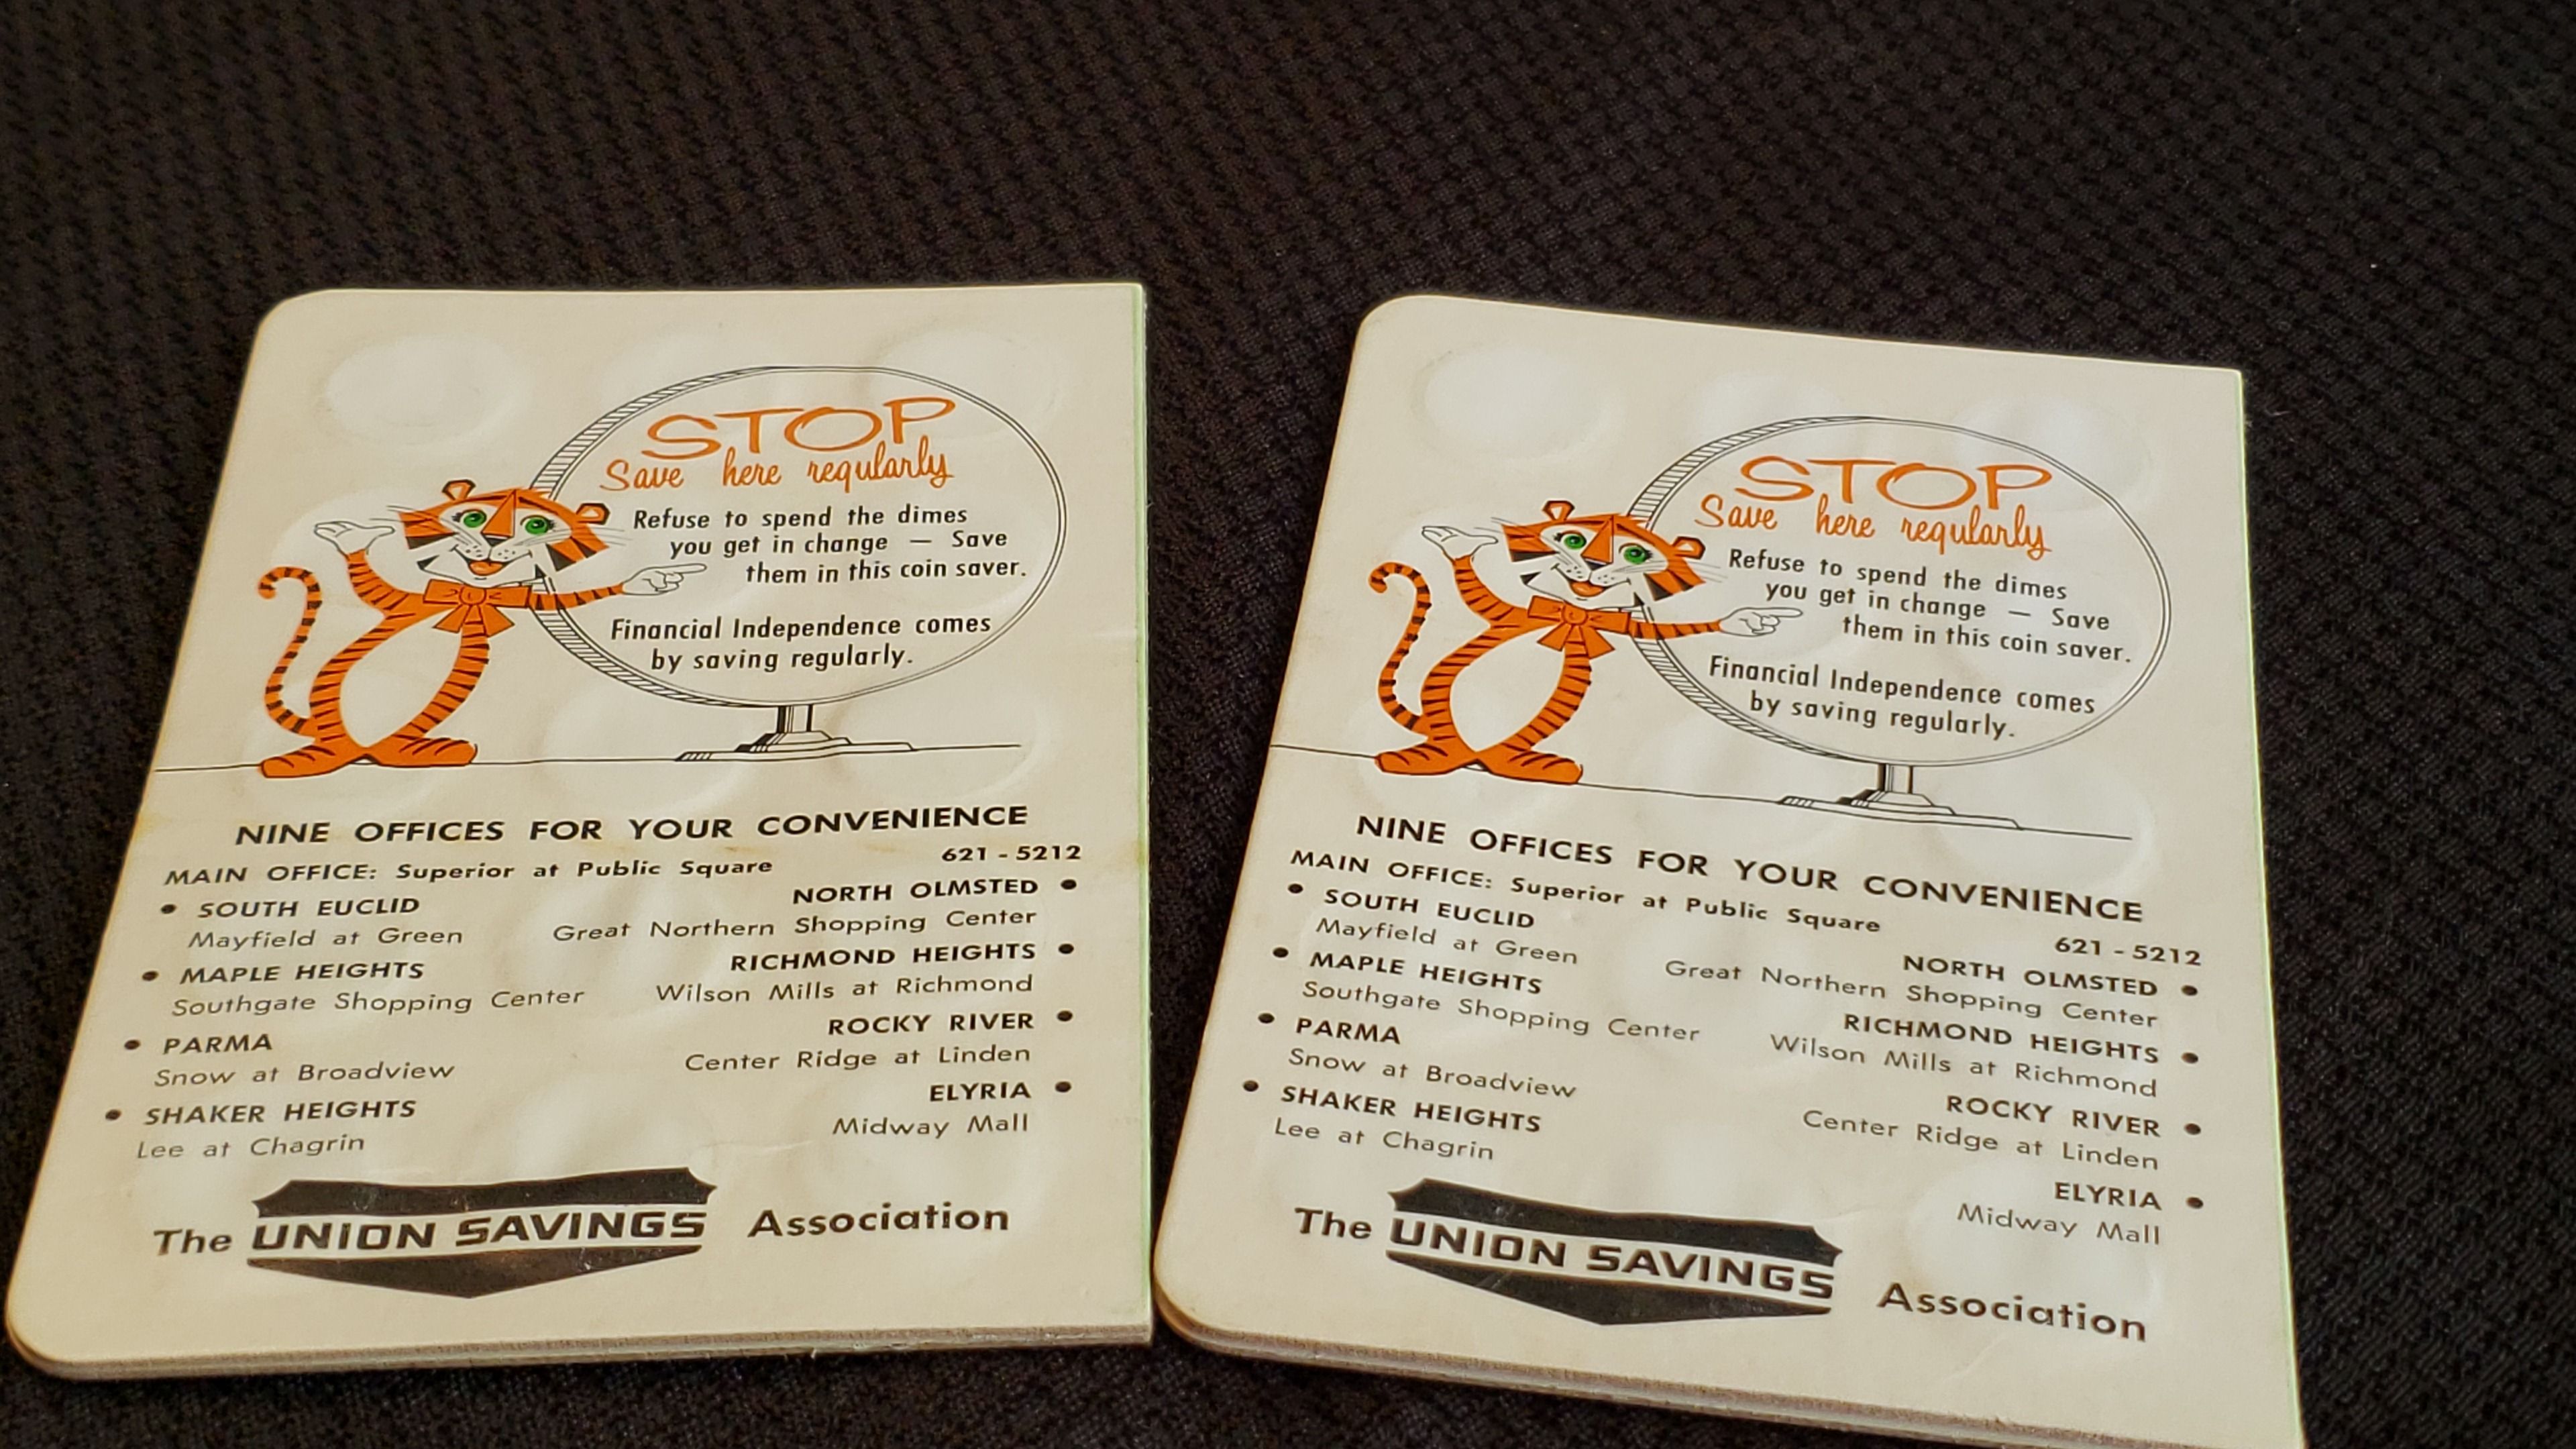 STOP
Save here regularly
Refuse to spend the dimes
you get in change — Save
them in this coin saver.
Financial Independence comes
by saving regularly.
NINE OFFICES FOR YOUR CONVENIENCE
MAIN OFFICE: Superior at Public Square 621-5212
• SOUTH EUCLID
Mayfield at Green
• MAPLE HEIGHTS
Southgate Shopping Center
• PARMA
Snow at Broadview
• SHAKER HEIGHTS
Lee at Chagrin
NORTH OLMSTED •
Great Northern Shopping Center
RICHMOND HEIGHTS •
Wilson Mills at Richmond
ROCKY RIVER •
Center Ridge at Linden
ELYRIA •
Midway Mall
The UNION SAVINGS Association
STOP
Save here regularly
Refuse to spend the dimes
you get in change — Save
them in this coin saver.
Financial Independence comes
by saving regularly.
NINE OFFICES FOR YOUR CONVENIENCE
MAIN OFFICE: Superior at Public Square 621-5212
• SOUTH EUCLID
Mayfield at Green
• MAPLE HEIGHTS
Southgate Shopping Center
• PARMA
Snow at Broadview
• SHAKER HEIGHTS
Lee at Chagrin
NORTH OLMSTED •
Great Northern Shopping Center
RICHMOND HEIGHTS •
Wilson Mills at Richmond
ROCKY RIVER •
Center Ridge at Linden
ELYRIA •
Midway Mall
The UNION SAVINGS Association